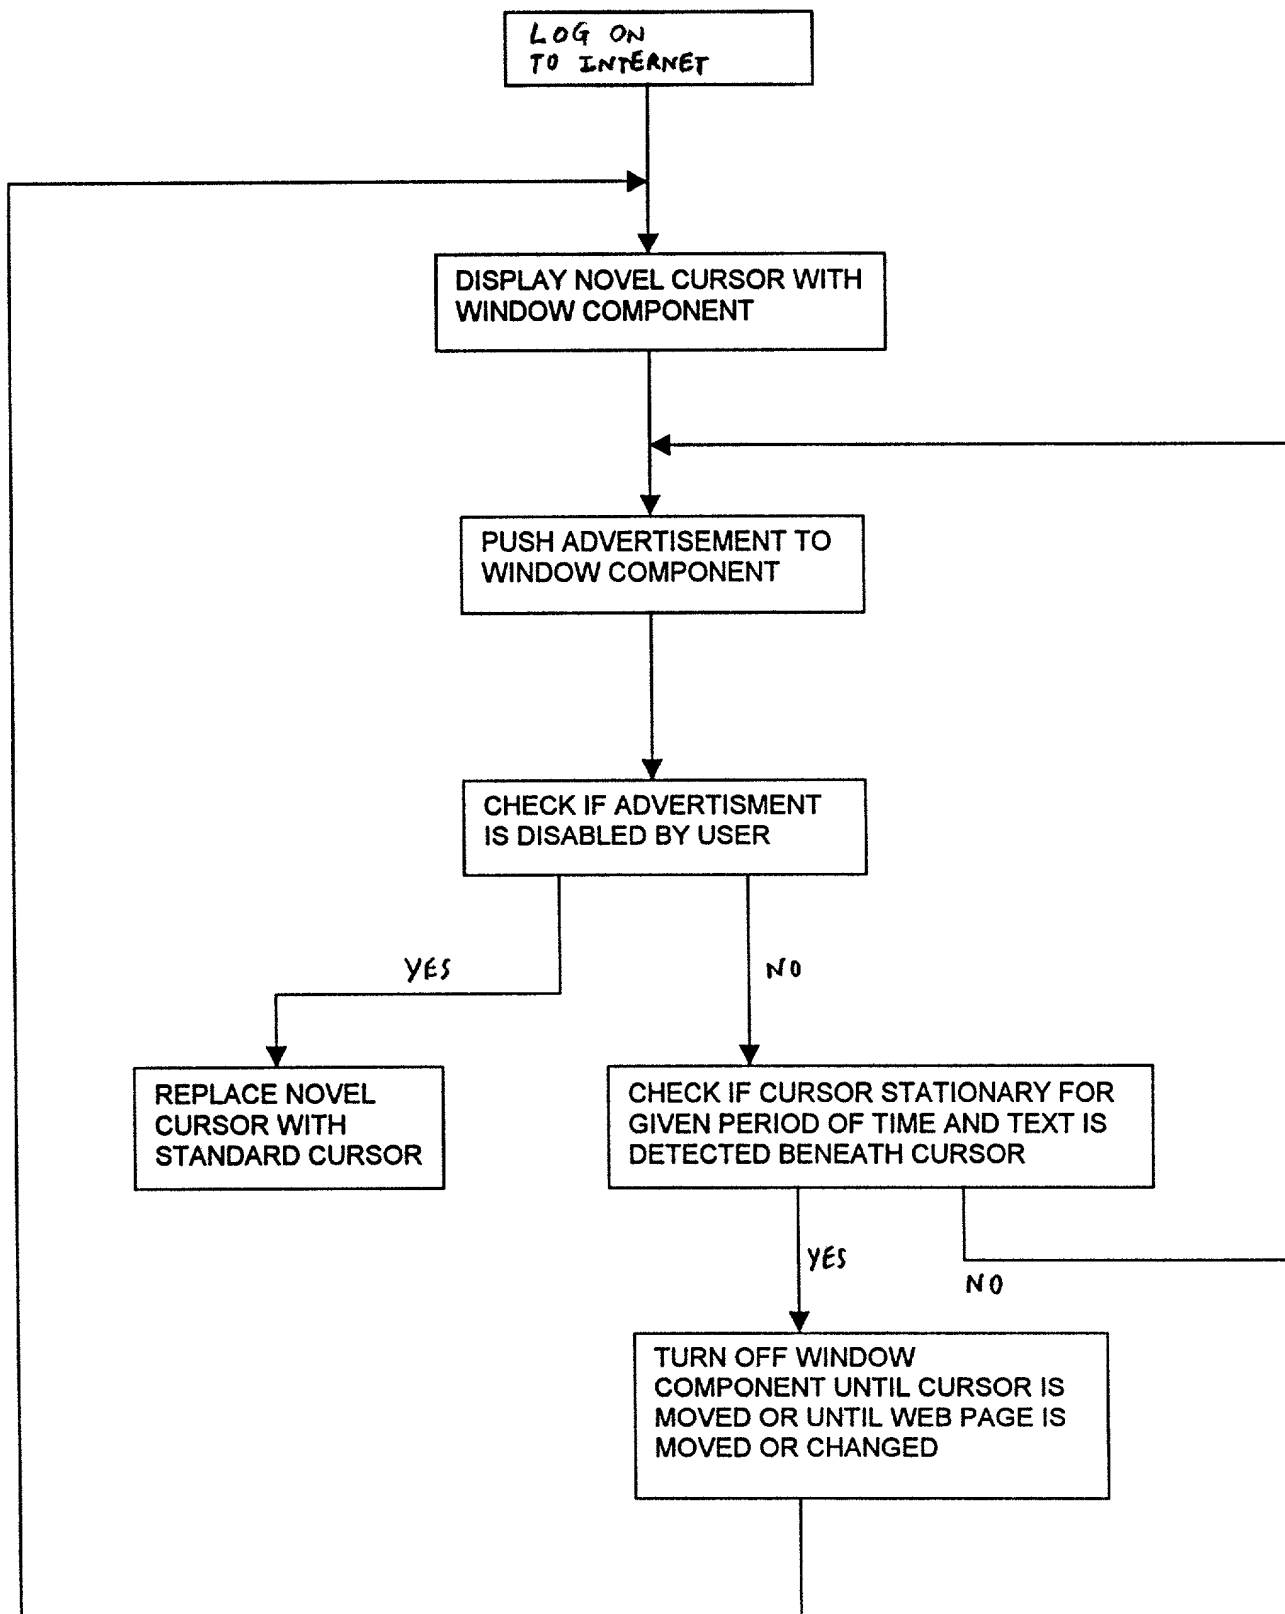 LOG ON
TO INTERNET
DISPLAY NOVEL CURSOR WITH
WINDOW COMPONENT
PUSH ADVERTISEMENT TO
WINDOW COMPONENT
CHECK IF ADVERTISMENT
IS DISABLED BY USER
YES
NO
REPLACE NOVEL
CURSOR WITH
STANDARD CURSOR
CHECK IF CURSOR STATIONARY FOR
GIVEN PERIOD OF TIME AND TEXT IS
DETECTED BENEATH CURSOR
YES
NO
TURN OFF WINDOW
COMPONENT UNTIL CURSOR IS
MOVED OR UNTIL WEB PAGE IS
MOVED OR CHANGED